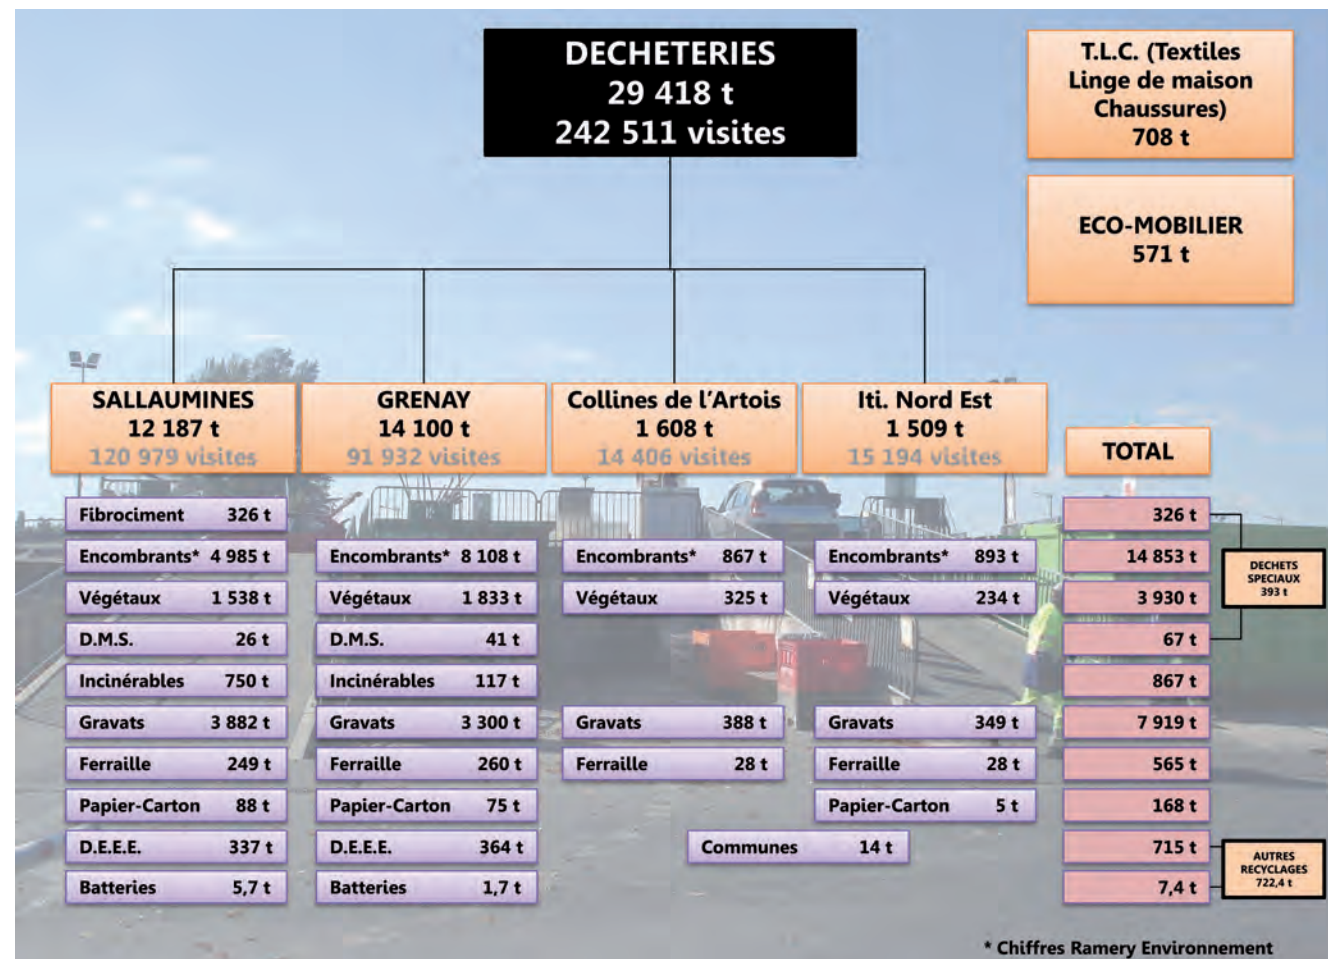 DECHETERIES
29 418 t
242 511 visites
T.L.C. (Textiles
Linge de maison
Chaussures)
708 t
ECO-MOBILIER
571 t
SALLAUMINES
12 187 t
120 979 visites
GRENAY
14 100 t
91 932 visites
Collines de l'Artois
1 608 t
14 406 visites
Iti. Nord Est
1 509 t
15 194 visites
TOTAL
Fibrociment 326 t
326 t
Encombrants* 4 985 t
Encombrants* 8 108 t
Encombrants* 867 t
Encombrants* 893 t
14 853 t
DECHETS
SPECIAUX
393 t
Végétaux 1 538 t
Végétaux 1 833 t
Végétaux 325 t
Végétaux 234 t
3 930 t
D.M.S. 26 t
D.M.S. 41 t
67 t
Incinérables 750 t
Incinérables 117 t
867 t
Gravats 3 882 t
Gravats 3 300 t
Gravats 388 t
Gravats 349 t
7 919 t
Ferraille 249 t
Ferraille 260 t
Ferraille 28 t
Ferraille 28 t
565 t
Papier-Carton 88 t
Papier-Carton 75 t
Papier-Carton 5 t
168 t
D.E.E.E. 337 t
D.E.E.E. 364 t
Communes 14 t
715 t
AUTRES
RECYCLAGES
722,4 t
Batteries 5,7 t
Batteries 1,7 t
7,4 t
* Chiffres Ramery Environnement